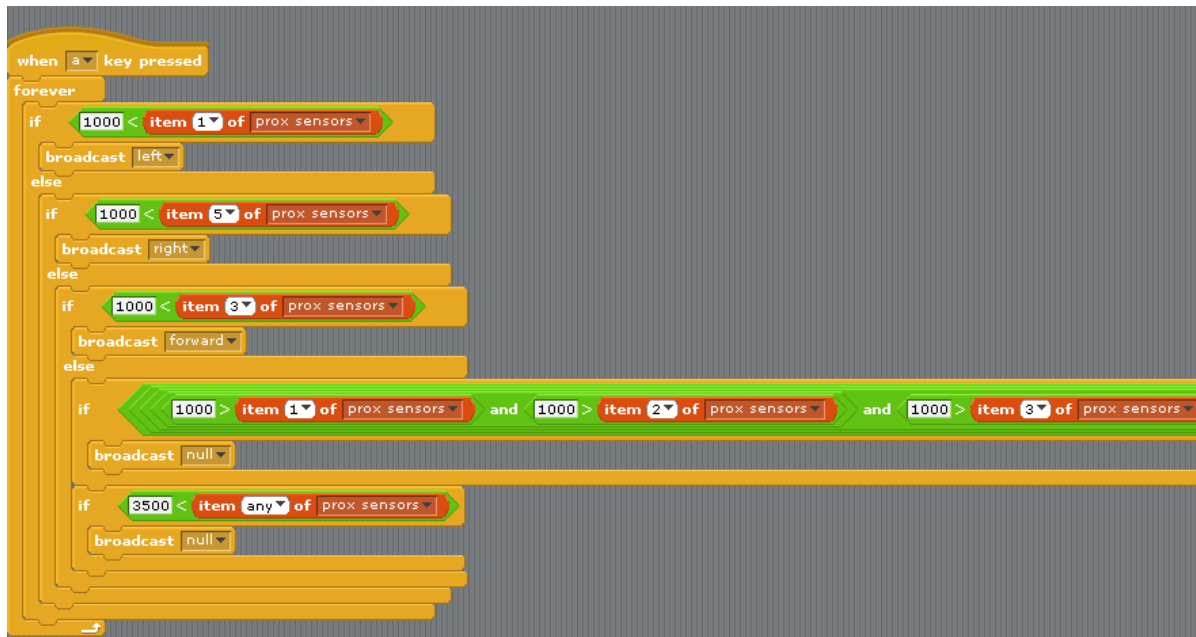 when a key pressed
forever
if 1000 < item 1 of prox sensors
broadcast left
else
if 1000 < item 5 of prox sensors
broadcast right
else
if 1000 < item 3 of prox sensors
broadcast forward
else
if 1000 > item 1 of prox sensors and 1000 > item 2 of prox sensors and 1000 > item 3 of prox sensors
broadcast null
if 3500 < item any of prox sensors
broadcast null